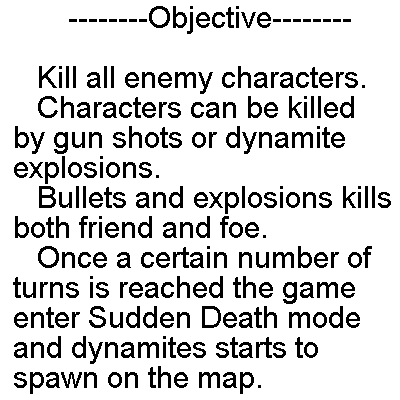 --------Objective--------
Kill all enemy characters.
Characters can be killed
by gun shots or dynamite
explosions.
Bullets and explosions kills
both friend and foe.
Once a certain number of
turns is reached the game
enter Sudden Death mode
and dynamites starts to
spawn on the map.